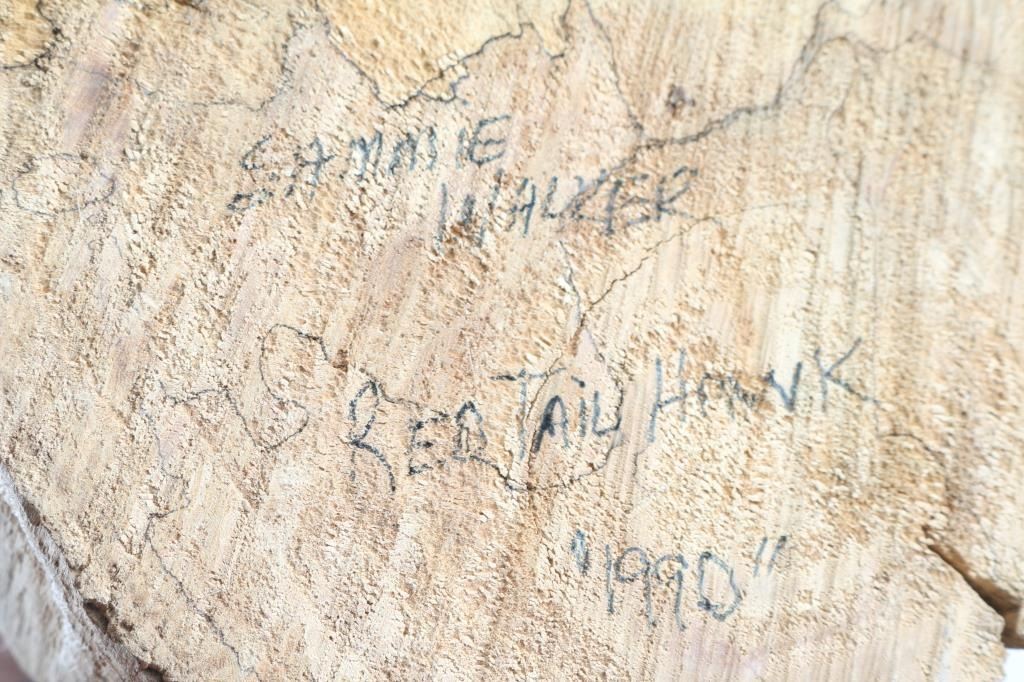 SAMMIE
WALKER
RED TAIL HAWK
"1990"